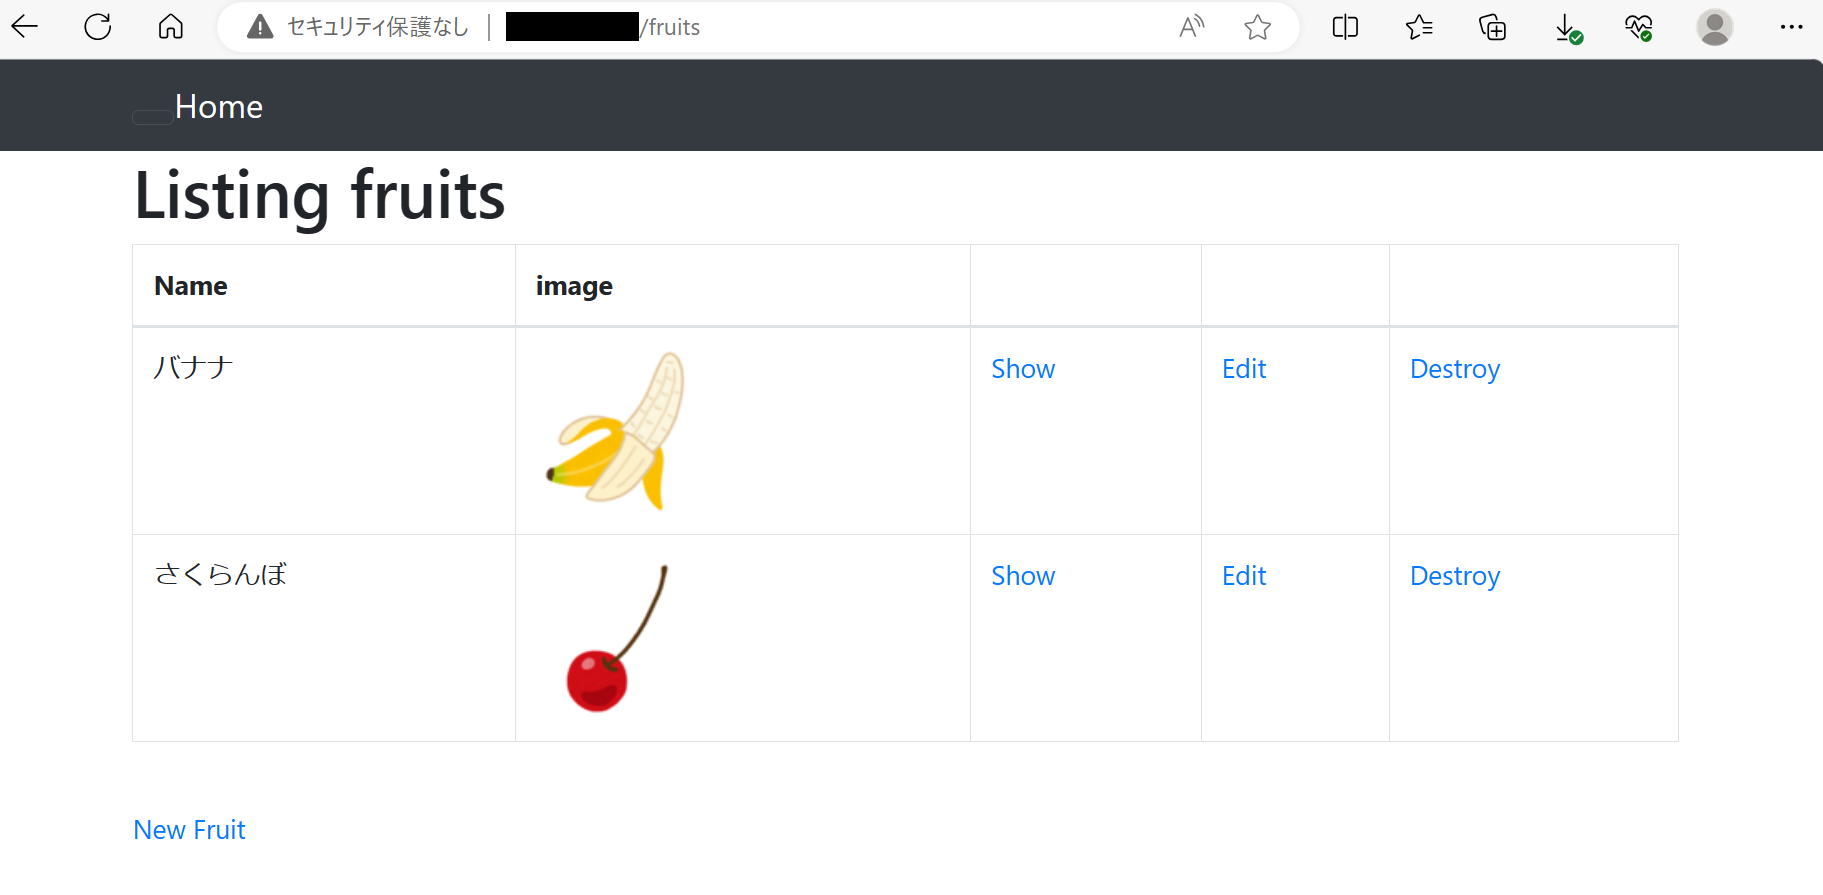 セキュリティ保護なし /fruits
Home
Listing fruits
Name image
バナナ Show Edit Destroy
さくらんぼ Show Edit Destroy
New Fruit